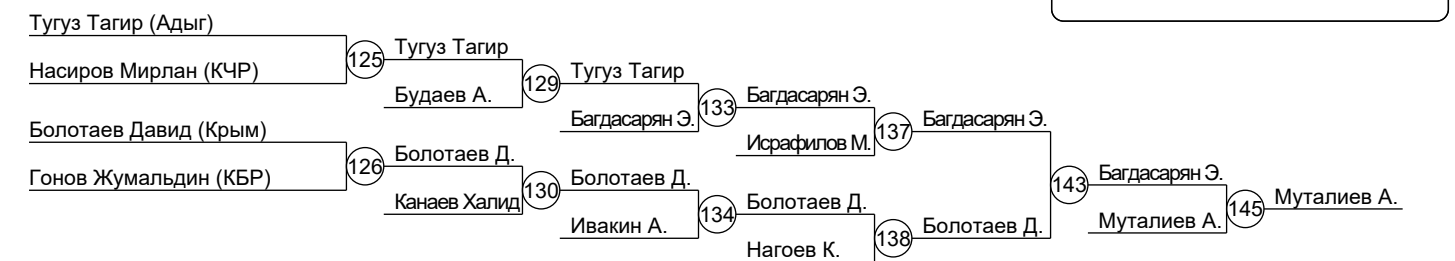 Тугуз Тагир (Адыг)
125
Тугуз Тагир
Насиров Мирлан (КЧР)
129
Тугуз Тагир
Будаев А.
133
Багдасарян Э.
Багдасарян Э.
137
Багдасарян Э.
Болотаев Давид (Крым)
Исрафилов М.
126
Болотаев Д.
143
Багдасарян Э.
Гонов Жумальдин (КБР)
130
Болотаев Д.
145
Муталиев А.
Канаев Халид
134
Болотаев Д.
Муталиев А.
Ивакин А.
138
Болотаев Д.
Нагоев К.